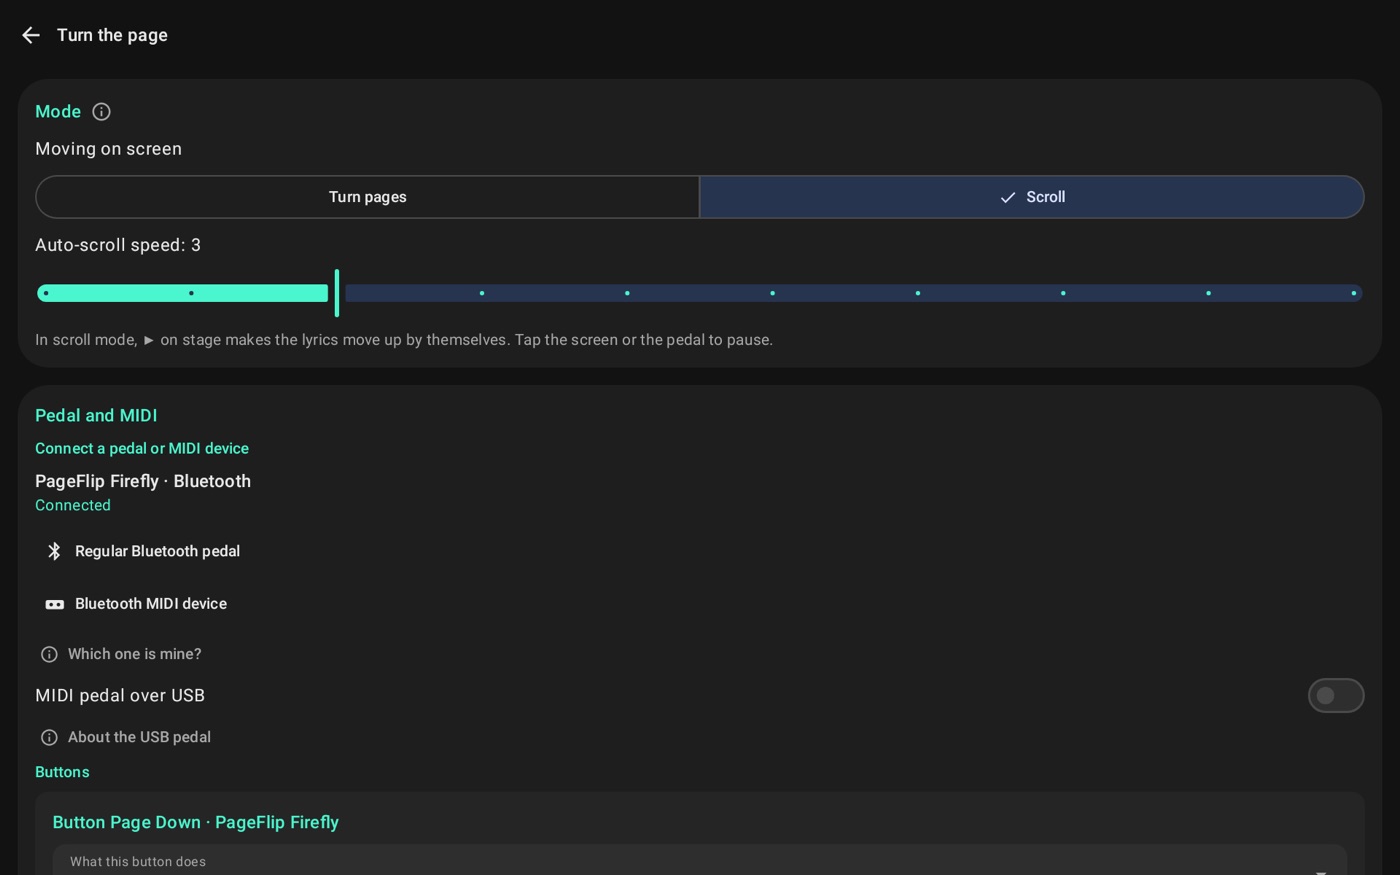 Turn the page
Mode
Moving on screen
Turn pages
Scroll
Auto-scroll speed: 3
In scroll mode, ► on stage makes the lyrics move up by themselves. Tap the screen or the pedal to pause.
Pedal and MIDI
Connect a pedal or MIDI device
PageFlip Firefly · Bluetooth
Connected
Regular Bluetooth pedal
Bluetooth MIDI device
Which one is mine?
MIDI pedal over USB
About the USB pedal
Buttons
Button Page Down · PageFlip Firefly
What this button does